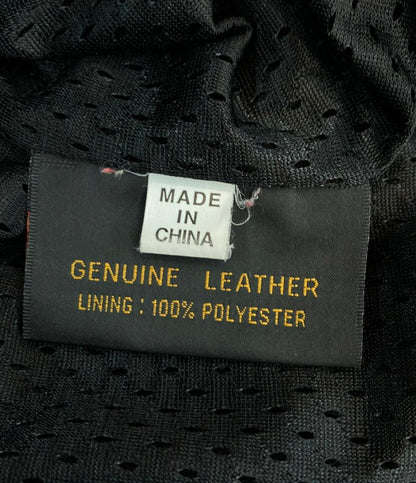 MADE
IN
CHINA
GENUINE LEATHER
LINING : 100% POLYESTER